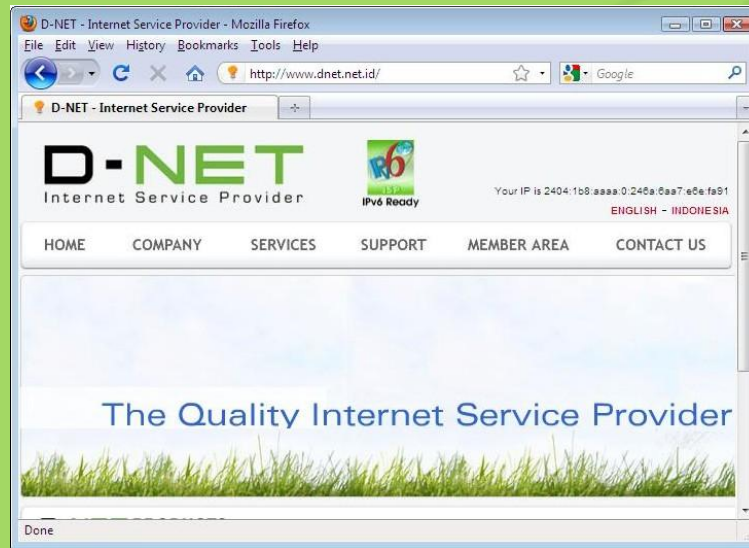 D-NET - Internet Service Provider - Mozilla Firefox
File Edit View History Bookmarks Tools Help
http://www.dnet.net.id/
Google
D-NET - Internet Service Provider
D-NET
Internet Service Provider
IPv6 Ready
Your IP is 2404:1b8:aaaa:0:246a:6aa7:e6e:fa91
ENGLISH - INDONESIA
HOME COMPANY SERVICES SUPPORT MEMBER AREA CONTACT US
The Quality Internet Service Provider
Done